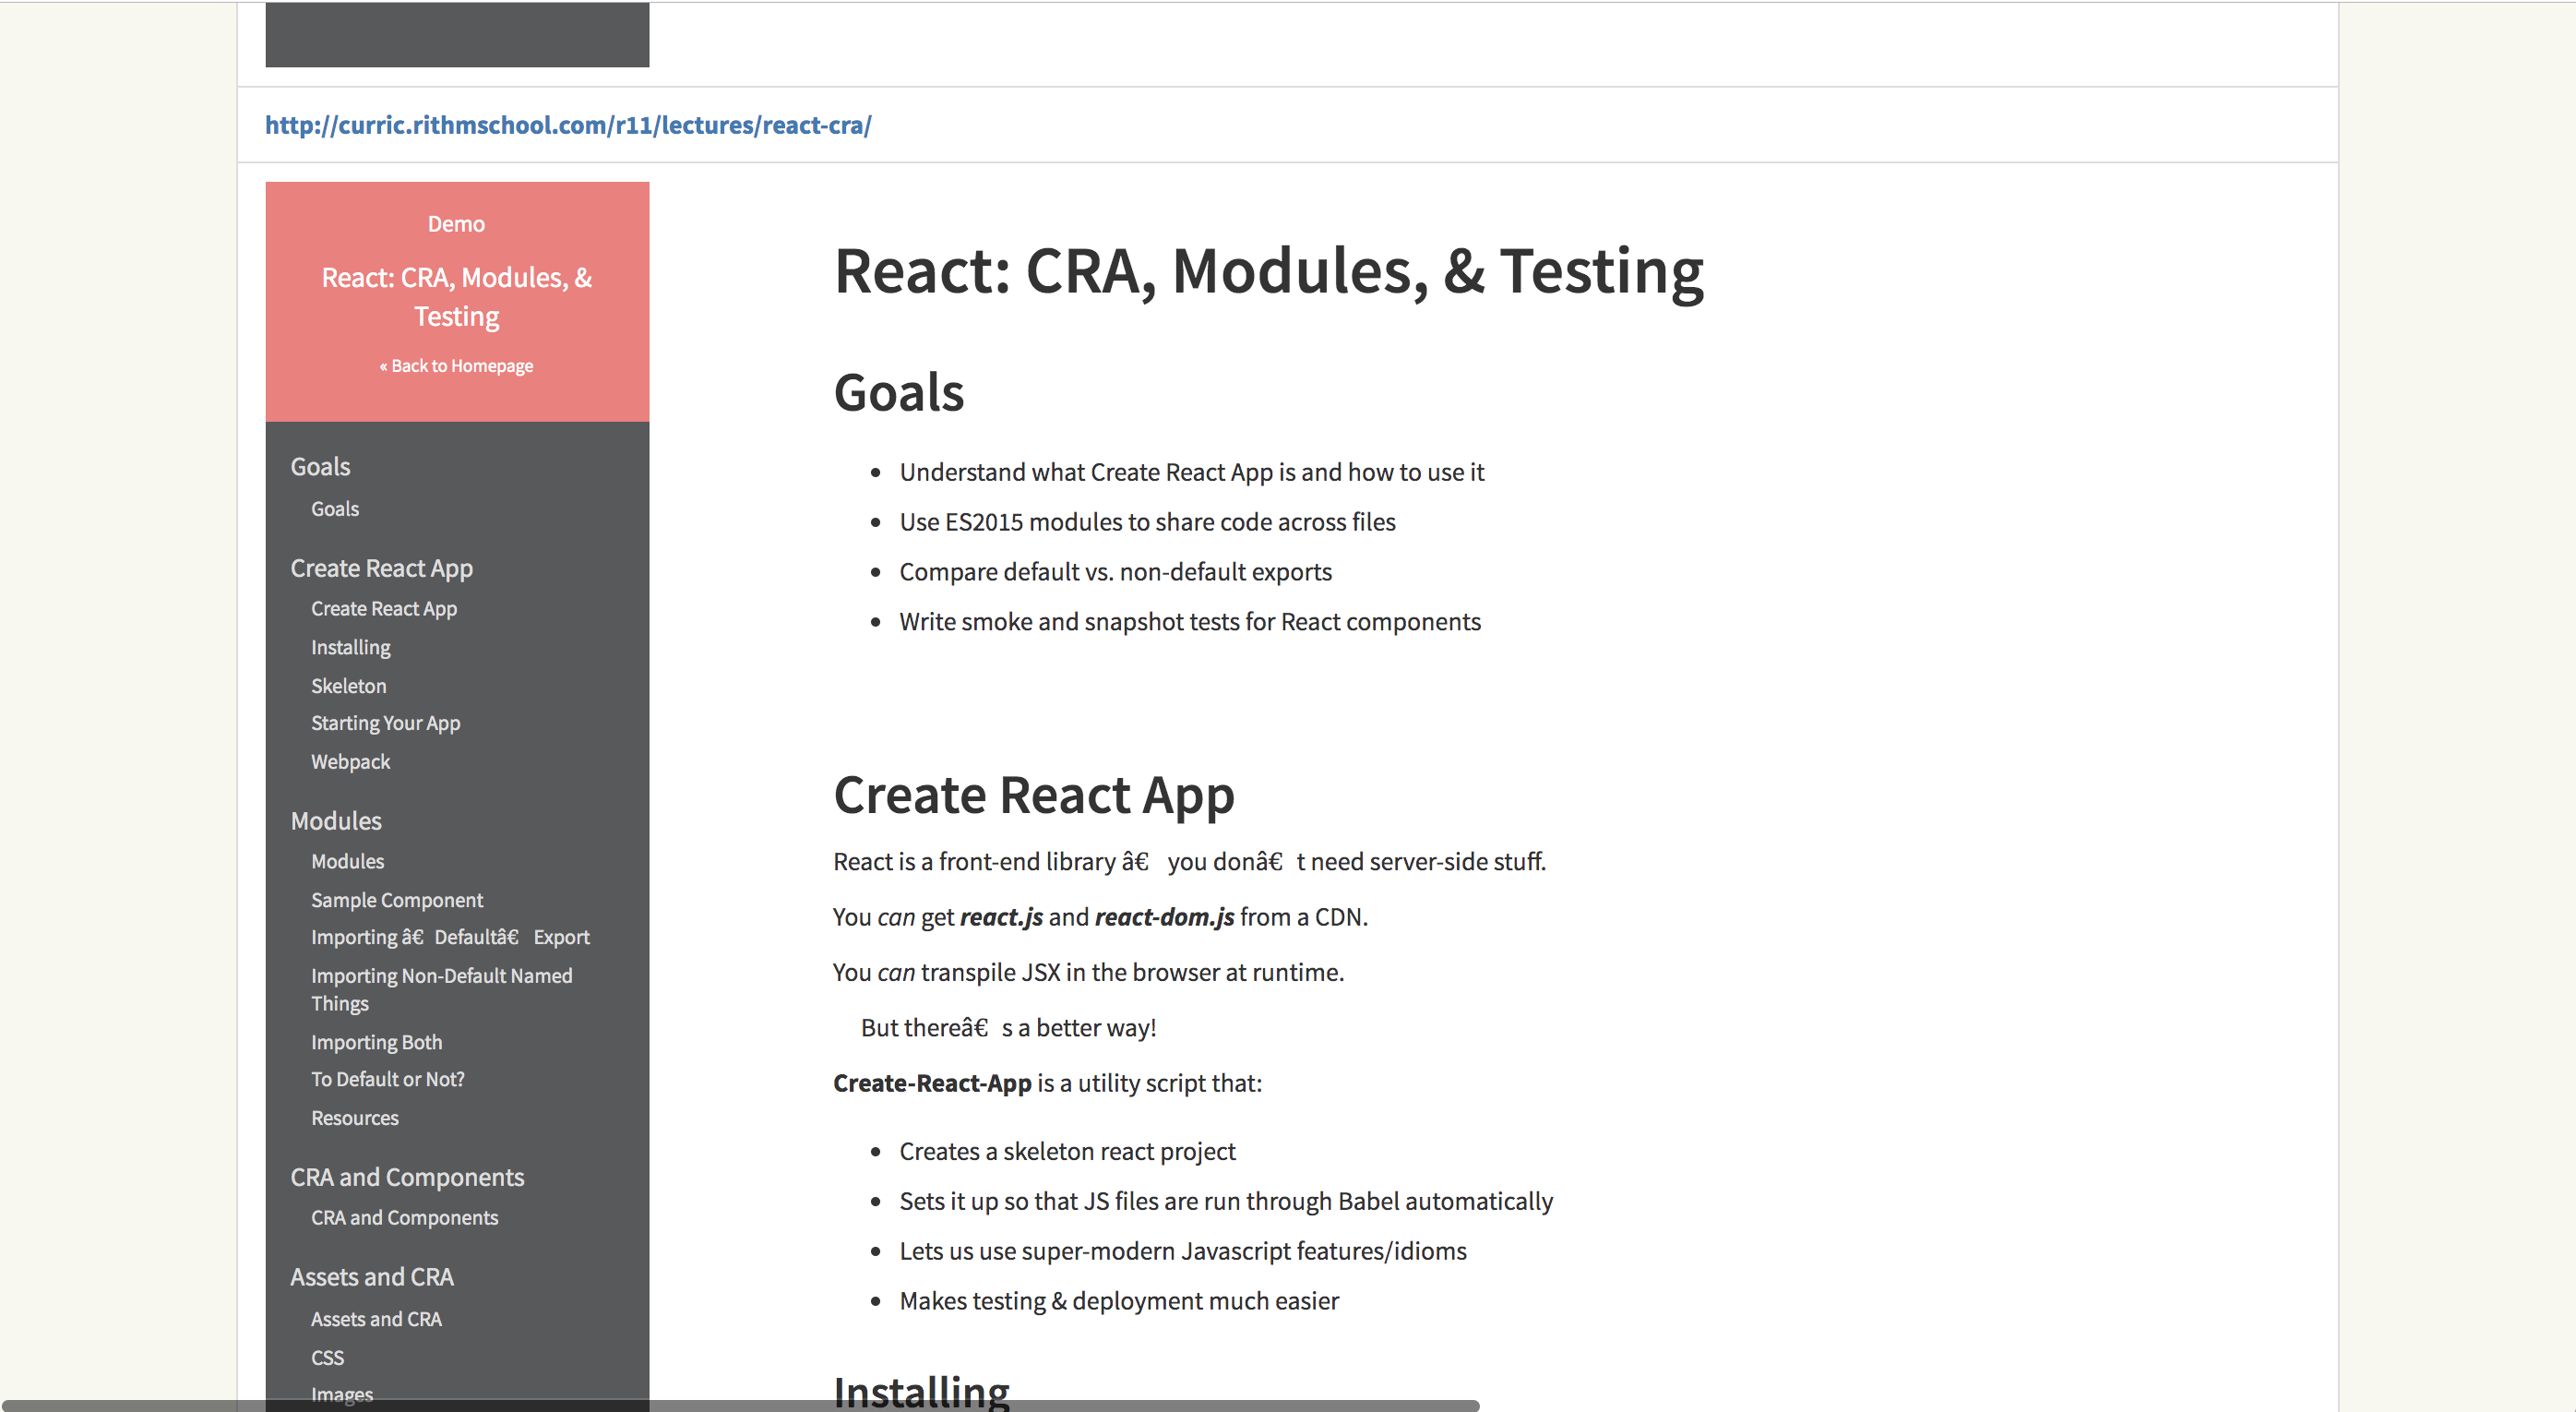 http://curric.rithmschool.com/r11/lectures/react-cra/
Demo
React: CRA, Modules, &
Testing
« Back to Homepage
Goals
Goals
Create React App
Create React App
Installing
Skeleton
Starting Your App
Webpack
Modules
Modules
Sample Component
Importing â€ Defaultâ€ Export
Importing Non-Default Named
Things
Importing Both
To Default or Not?
Resources
CRA and Components
CRA and Components
Assets and CRA
Assets and CRA
CSS
Images
React: CRA, Modules, & Testing
Goals
• Understand what Create React App is and how to use it
• Use ES2015 modules to share code across files
• Compare default vs. non-default exports
• Write smoke and snapshot tests for React components
Create React App
React is a front-end library â€ you donâ€ t need server-side stuff.
You can get react.js and react-dom.js from a CDN.
You can transpile JSX in the browser at runtime.
But thereâ€ s a better way!
Create-React-App is a utility script that:
• Creates a skeleton react project
• Sets it up so that JS files are run through Babel automatically
• Lets us use super-modern Javascript features/idioms
• Makes testing & deployment much easier
Installing